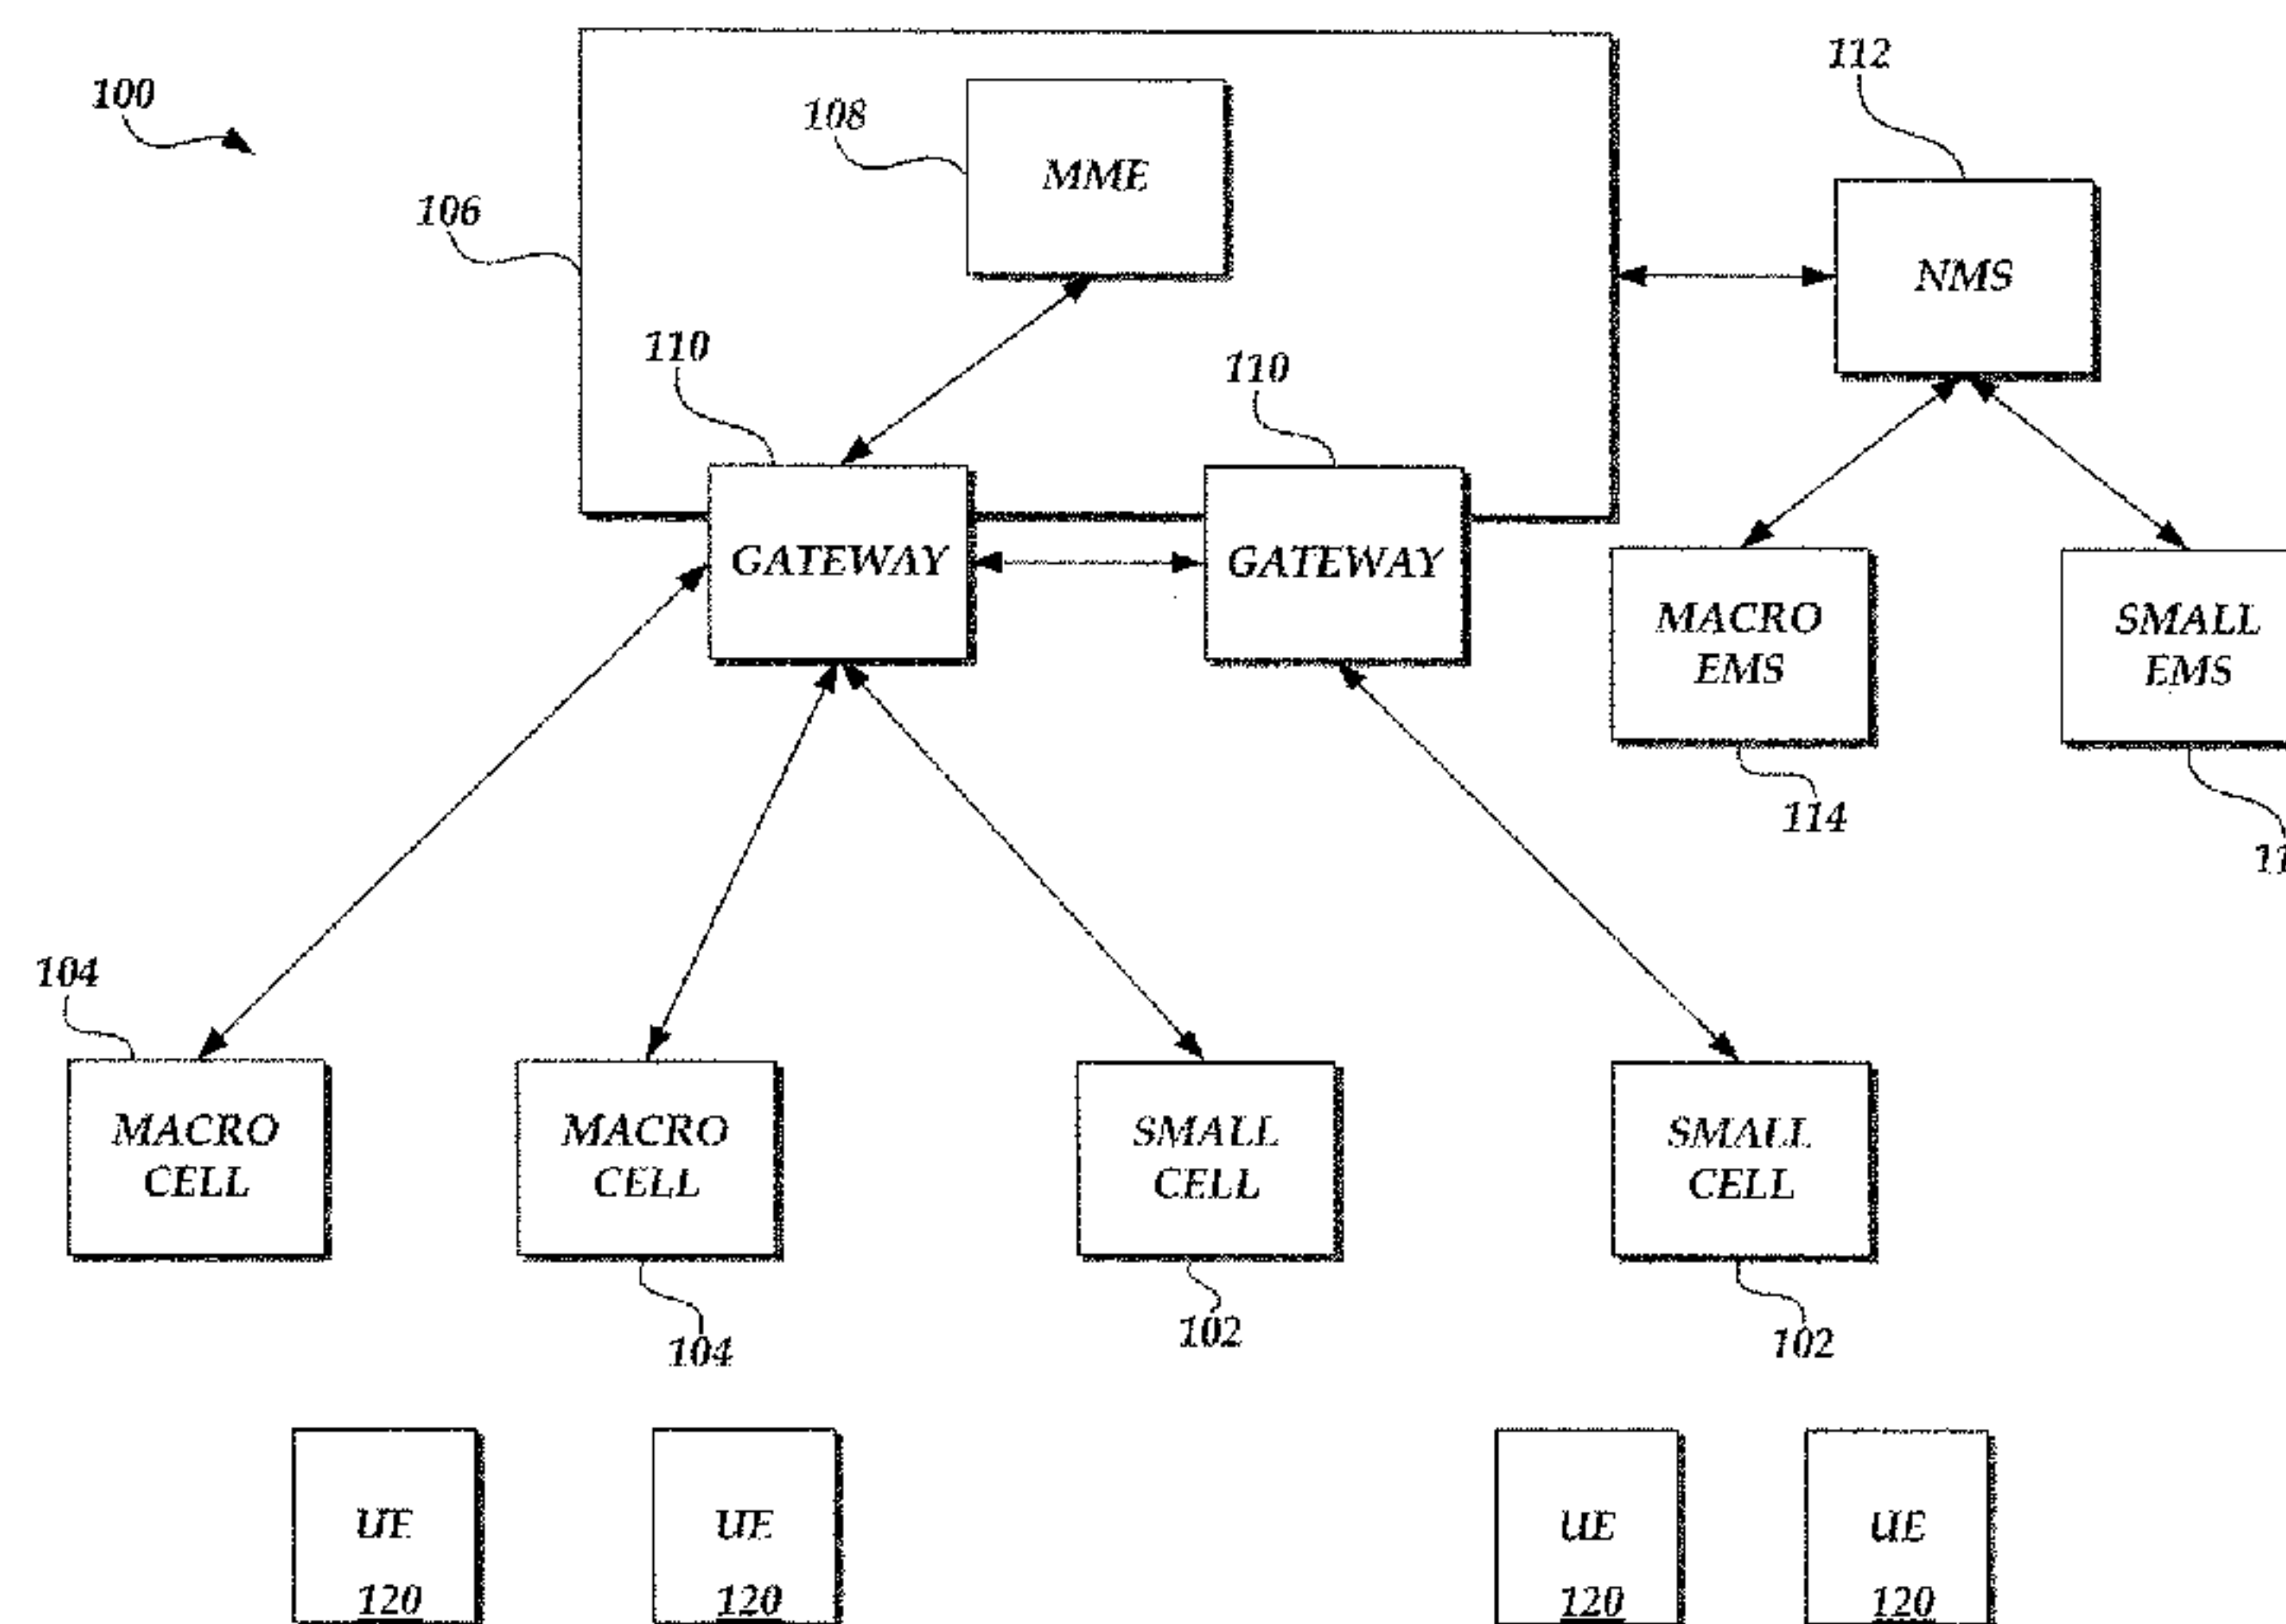 100
112
108
MME
106
NMS
110
110
GATEWAY
GATEWAY
MACRO
EMS
SMALL
EMS
114
104
MACRO
CELL
MACRO
CELL
SMALL
CELL
SMALL
CELL
104
102
102
UE
120
UE
120
UE
120
UE
120